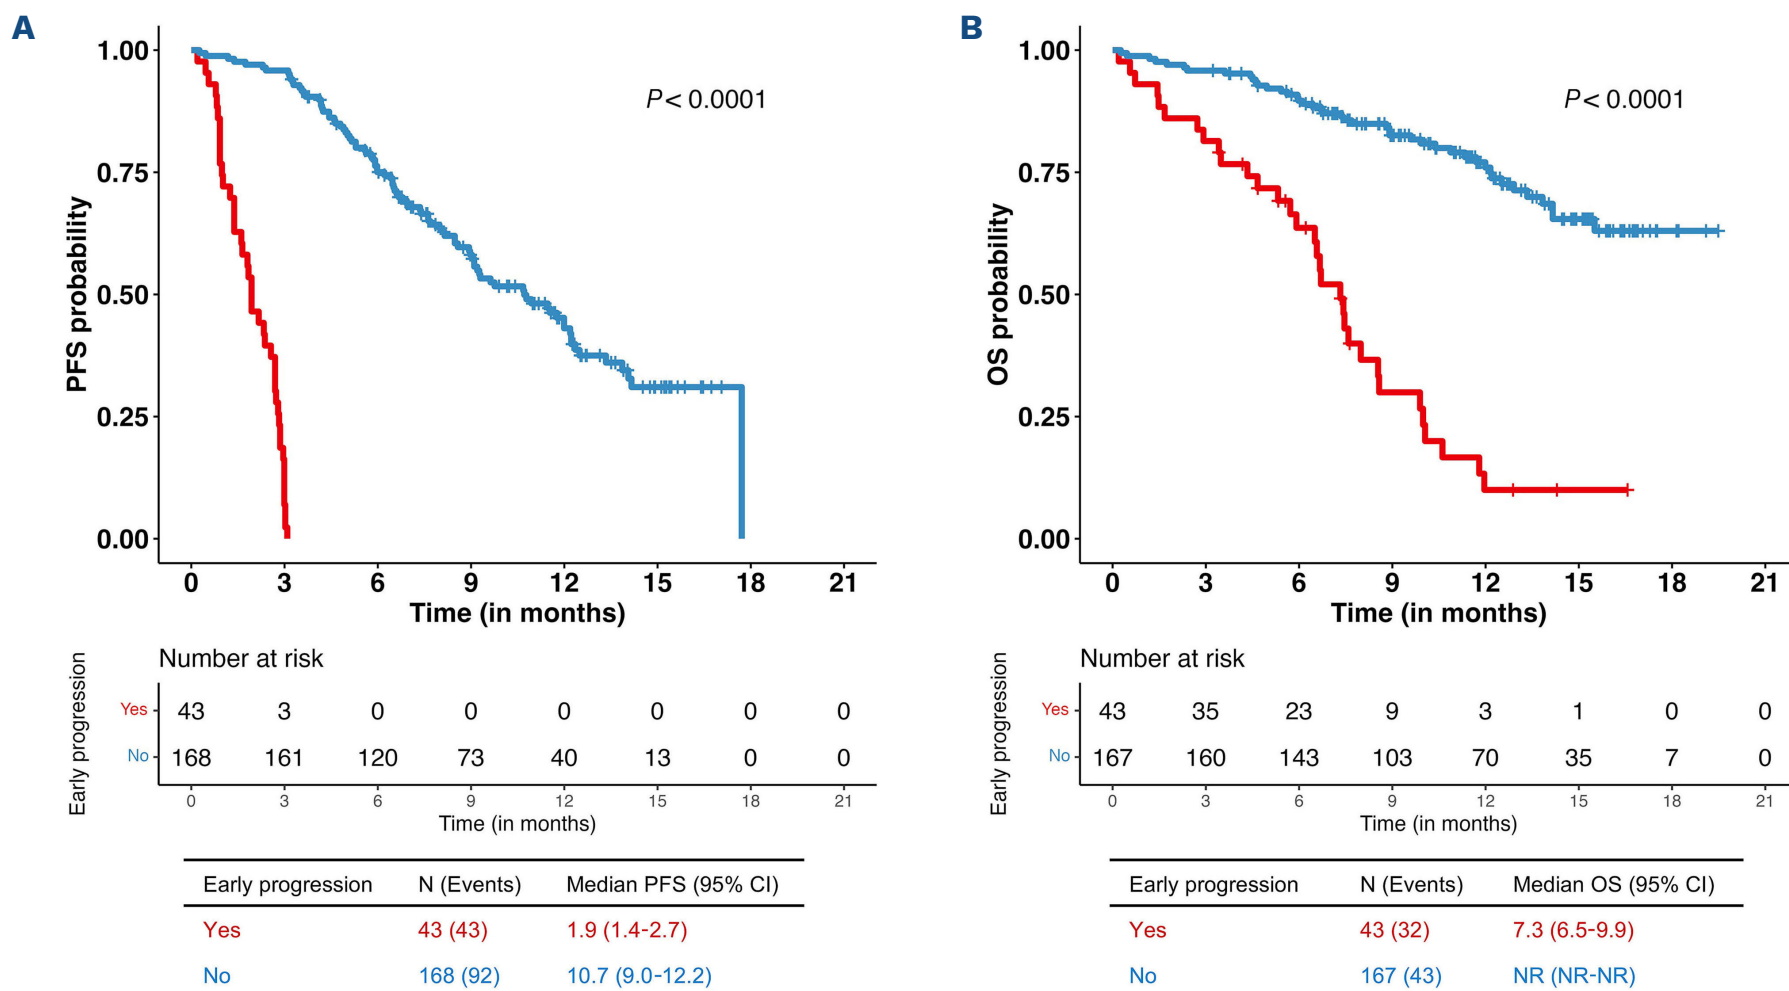 A
1.00
0.75
0.50
0.25
0.00
PFS probability
P < 0.0001
0 3 6 9 12 15 18 21
Time (in months)
Number at risk
Early progression
Yes 43 3 0 0 0 0 0 0
No 168 161 120 73 40 13 0 0
0 3 6 9 12 15 18 21
Time (in months)
Early progression N (Events) Median PFS (95% CI)
Yes 43 (43) 1.9 (1.4-2.7)
No 168 (92) 10.7 (9.0-12.2)
B
1.00
0.75
0.50
0.25
0.00
OS probability
P < 0.0001
0 3 6 9 12 15 18 21
Time (in months)
Number at risk
Early progression
Yes 43 35 23 9 3 1 0 0
No 167 160 143 103 70 35 7 0
0 3 6 9 12 15 18 21
Time (in months)
Early progression N (Events) Median OS (95% CI)
Yes 43 (32) 7.3 (6.5-9.9)
No 167 (43) NR (NR-NR)